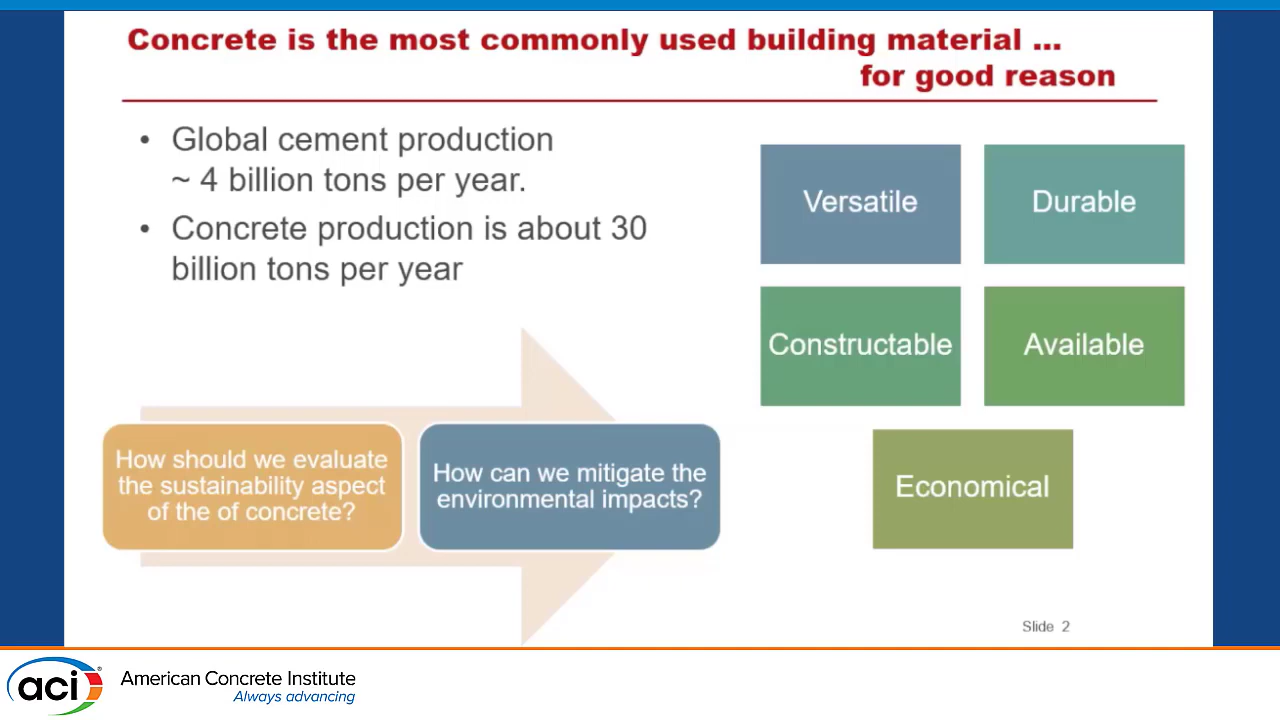 Concrete is the most commonly used building material ...
for good reason
• Global cement production
~ 4 billion tons per year.
• Concrete production is about 30
billion tons per year
How should we evaluate
the sustainability aspect
of the of concrete?
How can we mitigate the
environmental impacts?
Versatile
Durable
Constructable
Available
Economical
Slide 2
aci®
American Concrete Institute
Always advancing